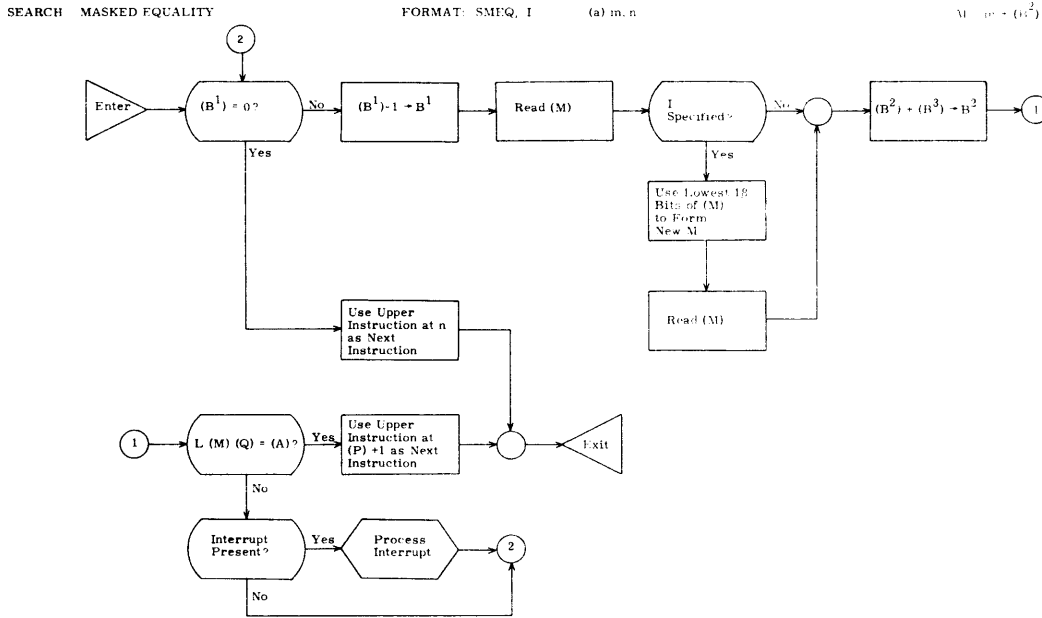 SEARCH MASKED EQUALITY FORMAT: SMEQ, I (a) m, n
2
Enter
(B¹) = 0?
No
(B¹)-1 → B¹
Read (M)
I
Specified?
No
(B²) + (B³) → B²
1
Yes
Yes
Use Lowest 18
Bits of (M)
to Form
New M
Read (M)
Use Upper
Instruction at n
as Next
Instruction
1
L (M) (Q) = (A)?
Yes
Use Upper
Instruction at
(P) +1 as Next
Instruction
Exit
No
Interrupt
Present?
Yes
Process
Interrupt
2
No